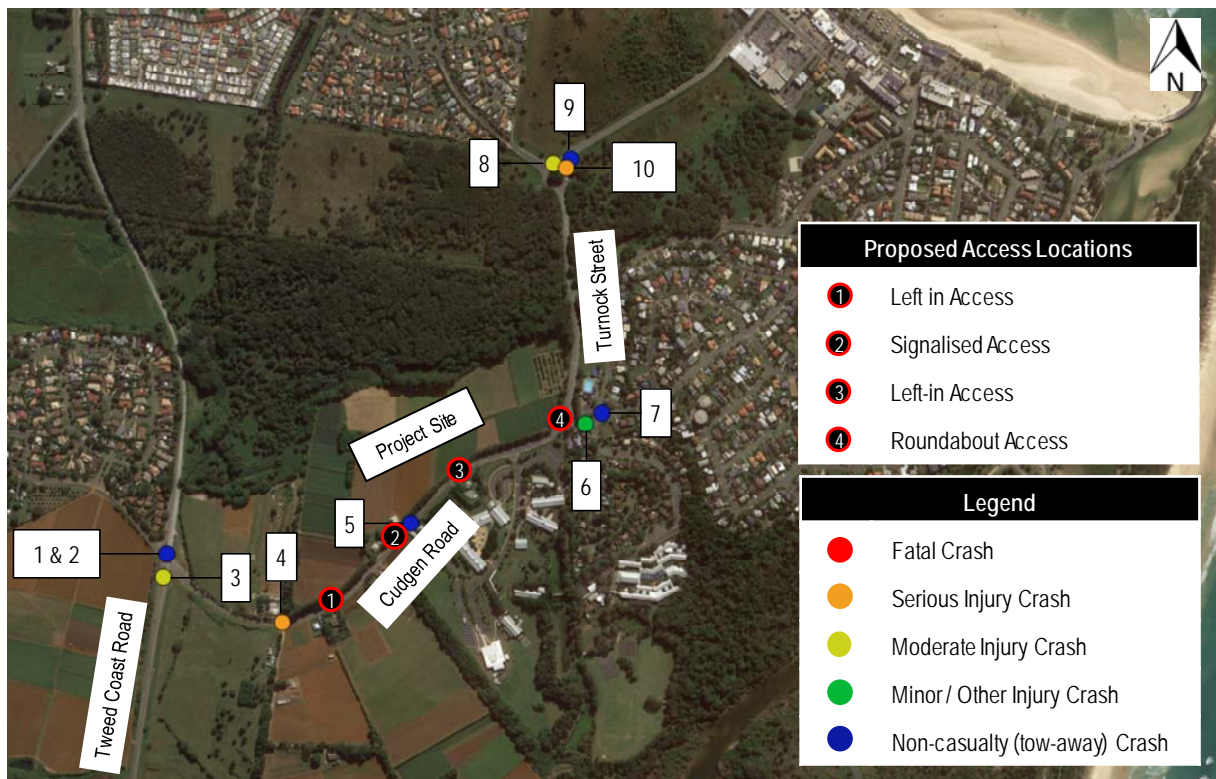 N
9
8
10
Turnock Street
Proposed Access Locations
1 Left in Access
2 Signalised Access
3 Left-in Access
4 Roundabout Access
4
7
6
Project Site
3
5
2
Cudgen Road
1 & 2
3
4
1
Tweed Coast Road
Legend
Fatal Crash
Serious Injury Crash
Moderate Injury Crash
Minor / Other Injury Crash
Non-casualty (tow-away) Crash